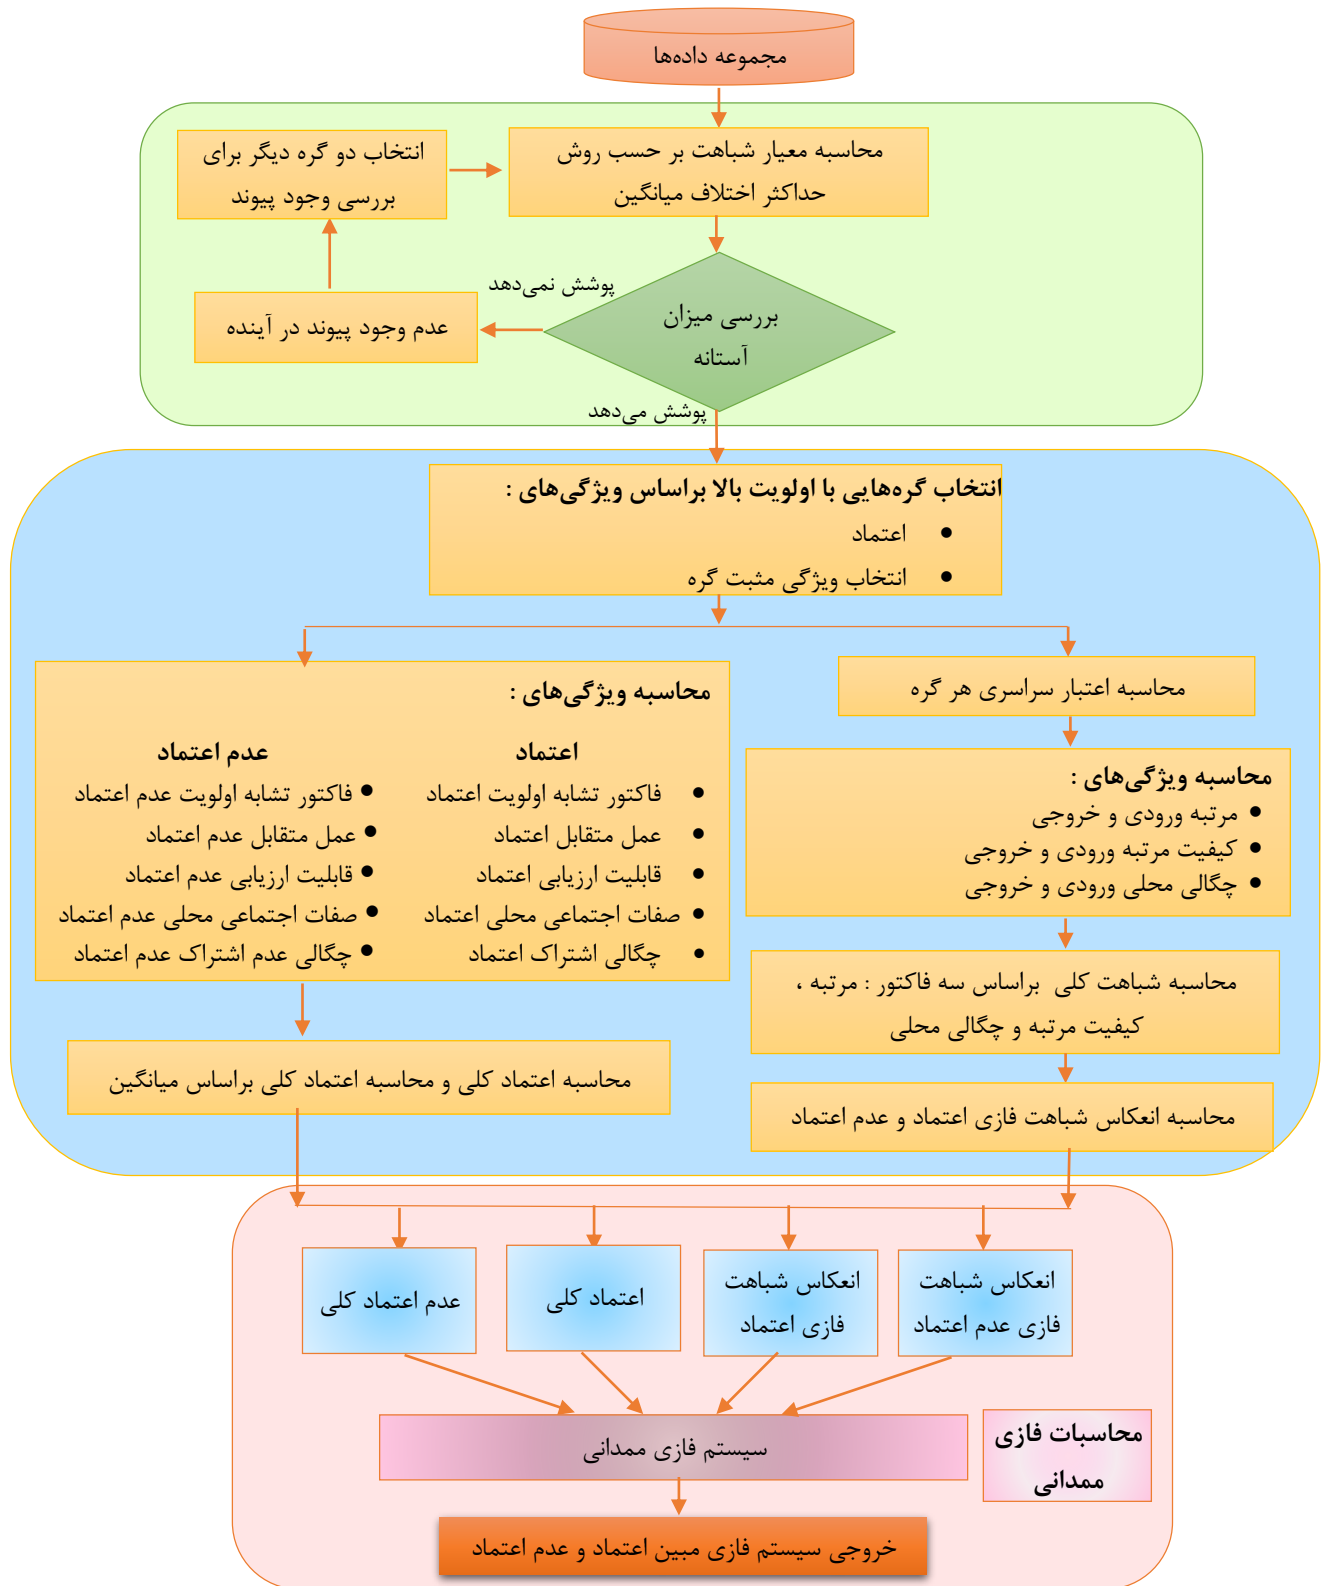 مجموعه داده‌ها
محاسبه معیار شباهت بر حسب روش
حداکثر اختلاف میانگین
انتخاب دو گره دیگر برای
بررسی وجود پیوند
پوشش نمی‌دهد
بررسی میزان
آستانه
عدم وجود پیوند در آینده
پوشش می‌دهد
انتخاب گره‌هایی با اولویت بالا براساس ویژگی‌های :
• اعتماد
• انتخاب ویژگی مثبت گره
محاسبه اعتبار سراسری هر گره
محاسبه ویژگی‌های :
• مرتبه ورودی و خروجی
• کیفیت مرتبه ورودی و خروجی
• چگالی محلی ورودی و خروجی
محاسبه شباهت کلی براساس سه فاکتور : مرتبه ،
کیفیت مرتبه و چگالی محلی
محاسبه انعکاس شباهت فازی اعتماد و عدم اعتماد
محاسبه ویژگی‌های :
اعتماد
• فاکتور تشابه اولویت اعتماد
• عمل متقابل اعتماد
• قابلیت ارزیابی اعتماد
• صفات اجتماعی محلی اعتماد
• چگالی اشتراک اعتماد
عدم اعتماد
• فاکتور تشابه اولویت عدم اعتماد
• عمل متقابل عدم اعتماد
• قابلیت ارزیابی عدم اعتماد
• صفات اجتماعی محلی عدم اعتماد
• چگالی عدم اشتراک عدم اعتماد
محاسبه اعتماد کلی و محاسبه اعتماد کلی براساس میانگین
انعکاس شباهت
فازی عدم اعتماد
انعکاس شباهت
فازی اعتماد
اعتماد کلی
عدم اعتماد کلی
محاسبات فازی
ممدانی
سیستم فازی ممدانی
خروجی سیستم فازی مبین اعتماد و عدم اعتماد